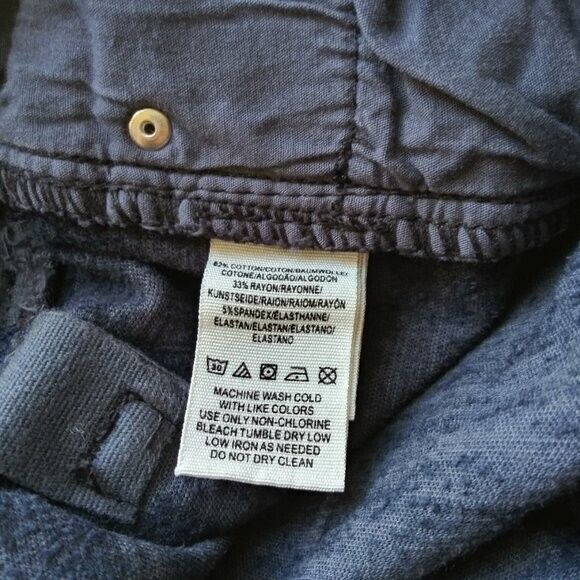 62% COTTON/COTON/BAUMWOLLE/
COTONE/ALGODÃO/ALGODON
33% RAYON/RAYONNE/
KUNSTSEIDE/RAION/RAIOM/RAYÓN
5% SPANDEX/ÉLASTHANNE/
ELASTAN/ELASTAN/ELASTANO/
ELASTANO
30
MACHINE WASH COLD
WITH LIKE COLORS
USE ONLY NON-CHLORINE
BLEACH TUMBLE DRY LOW
LOW IRON AS NEEDED
DO NOT DRY CLEAN